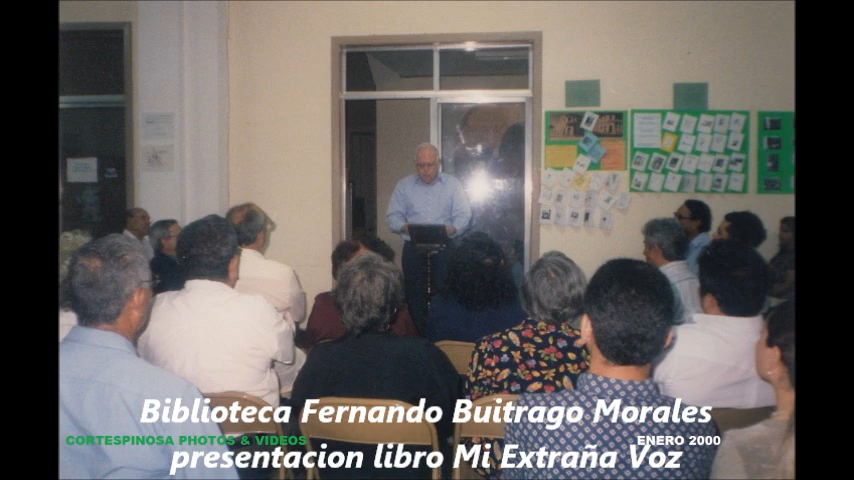 Biblioteca Fernando Buitrago Morales
CORTESPINOSA PHOTOS & VIDEOS
ENERO 2000
presentacion libro Mi Extraña Voz